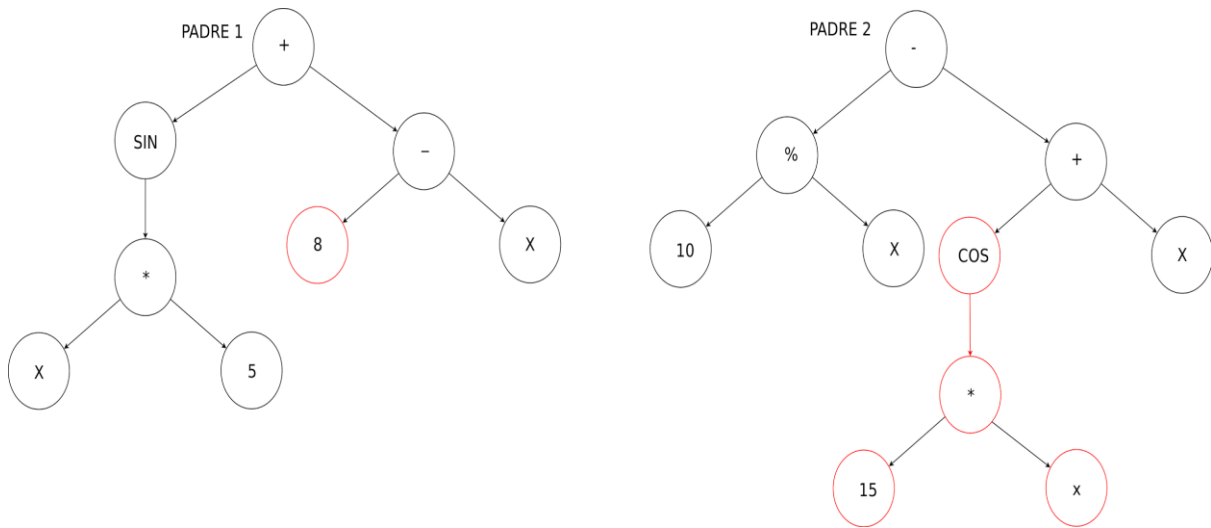 PADRE 1
+
SIN
–
8
X
*
X
5
PADRE 2
-
%
+
10
X
COS
X
*
15
x